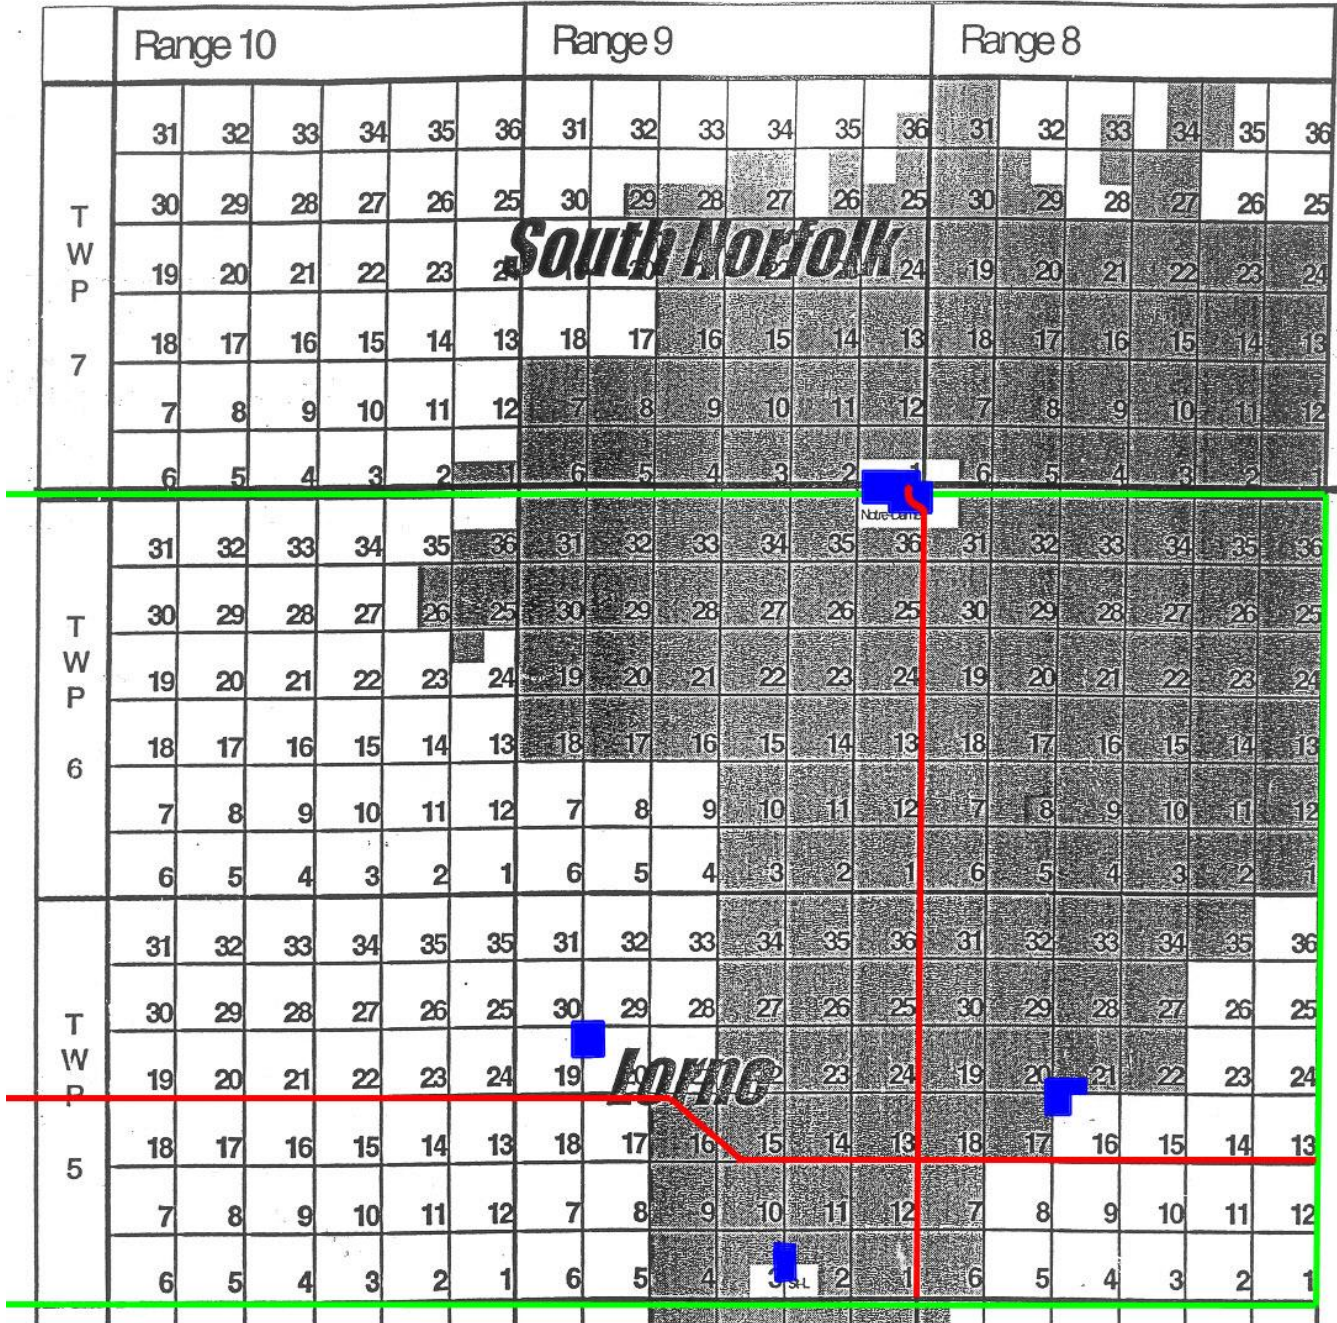 Range 10 Range 9 Range 8
31 32 33 34 35 36 31 32 33 34 35 36 31 32 33 34 35 36
30 29 28 27 26 25 30 29 28 27 26 25 30 29 28 27 26 25
South Norfolk
19 20 21 22 23 24 19 20 21 22 24 19 20 21 22 23 24
18 17 16 15 14 13 18 17 16 15 14 13 18 17 16 15 14 13
TWP 7
7 8 9 10 11 12 7 8 9 10 11 12 7 8 9 10 11 12
6 5 4 3 2 1 6 5 4 3 2 1 6 5 4 3 2 1
Notre-Dame
31 32 33 34 35 36 31 32 33 34 35 36 31 32 33 34 35 36
30 29 28 27 26 25 30 29 28 27 26 25 30 29 28 27 26 25
19 20 21 22 23 24 19 20 21 22 23 24 19 20 21 22 23 24
TWP 6
18 17 16 15 14 13 18 17 16 15 14 13 18 17 16 15 14 13
7 8 9 10 11 12 7 8 9 10 11 12 7 8 9 10 11 12
6 5 4 3 2 1 6 5 4 3 2 1 6 5 4 3 2 1
31 32 33 34 35 35 31 32 33 34 35 36 31 32 33 34 35 36
30 29 28 27 26 25 30 29 28 27 26 25 30 29 28 27 26 25
Lorne
19 20 21 22 23 24 19 20 23 24 19 20 21 22 23 24
TWP 5
18 17 16 15 14 13 18 17 16 15 14 13 18 17 16 15 14 13
7 8 9 10 11 12 7 8 9 10 11 12 7 8 9 10 11 12
6 5 4 3 2 1 6 5 4 3 2 1 6 5 4 3 2 1
St-L